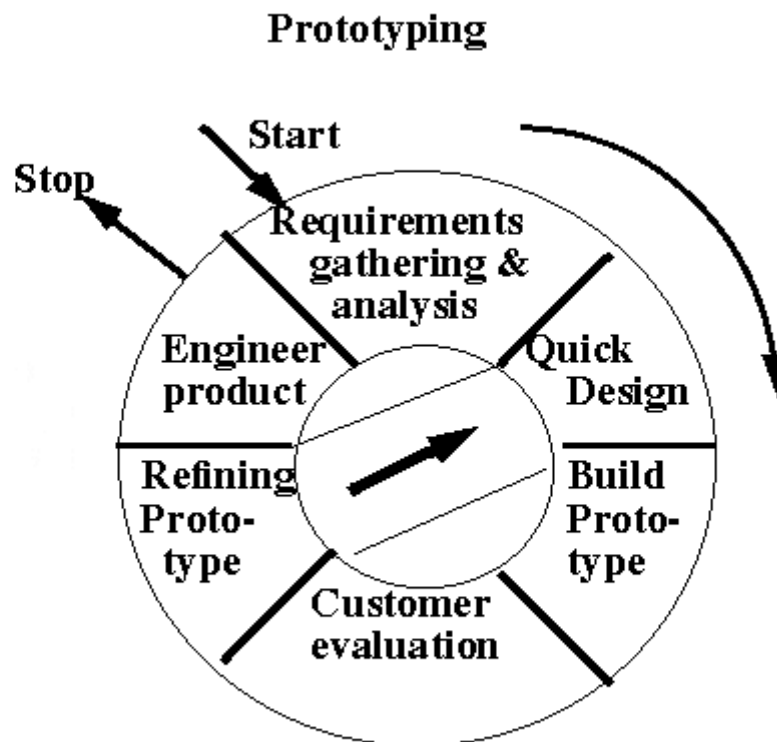 Prototyping
Start
Stop
Requirements
gathering &
analysis
Quick
Design
Build
Proto-
type
Customer
evaluation
Refining
Proto-
type
Engineer
product